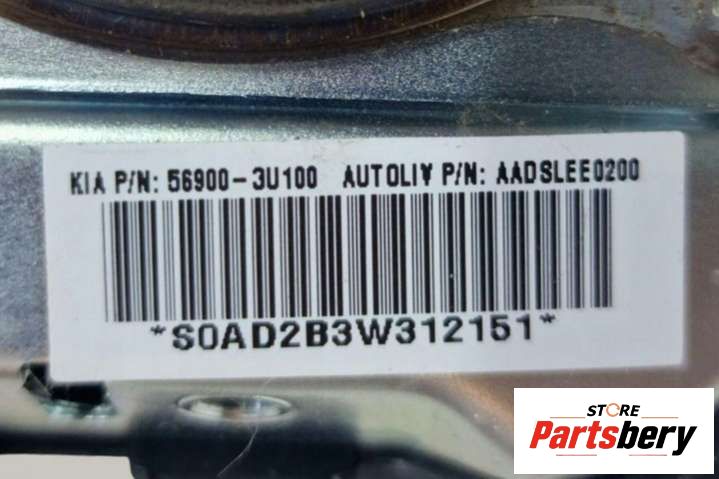 KIA P/N: 56900-3U100 AUTOLIV P/N: AADSLEE0200
*S0AD2B3W312151*
STORE
Partsbery